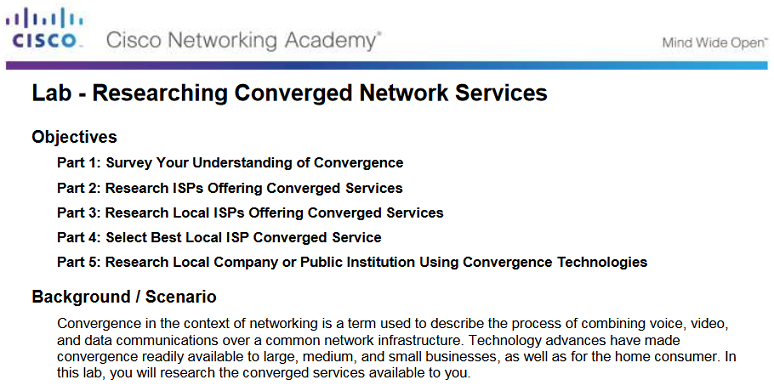 CISCO Cisco Networking Academy® Mind Wide Open™
Lab - Researching Converged Network Services
Objectives
Part 1: Survey Your Understanding of Convergence
Part 2: Research ISPs Offering Converged Services
Part 3: Research Local ISPs Offering Converged Services
Part 4: Select Best Local ISP Converged Service
Part 5: Research Local Company or Public Institution Using Convergence Technologies
Background / Scenario
Convergence in the context of networking is a term used to describe the process of combining voice, video,
and data communications over a common network infrastructure. Technology advances have made
convergence readily available to large, medium, and small businesses, as well as for the home consumer. In
this lab, you will research the converged services available to you.